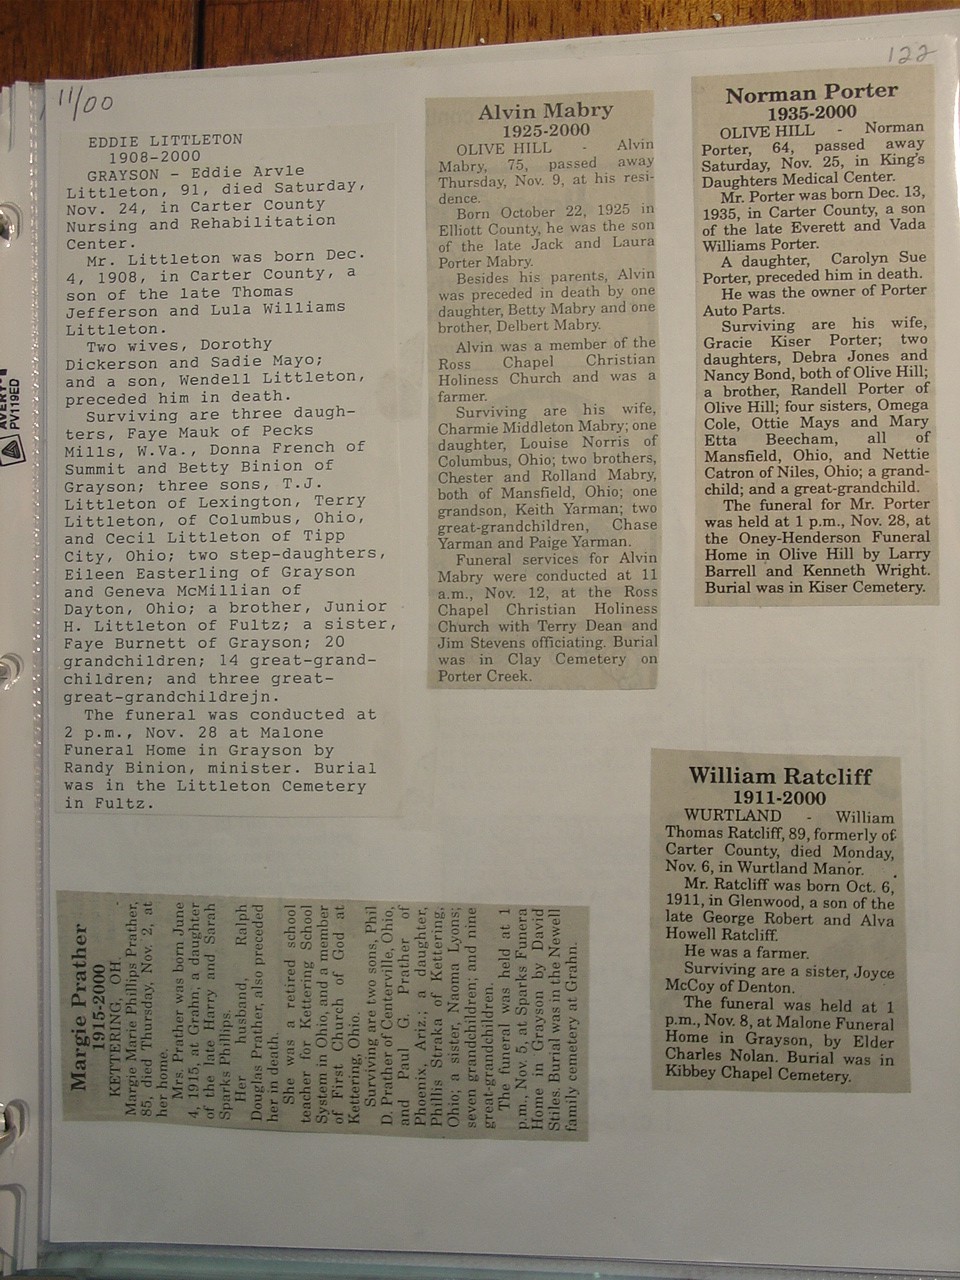 11/00
122
EDDIE LITTLETON
1908-2000
GRAYSON - Eddie Arvle
Littleton, 91, died Saturday,
Nov. 24, in Carter County
Nursing and Rehabilitation
Center.
Mr. Littleton was born Dec.
4, 1908, in Carter County, a
son of the late Thomas
Jefferson and Lula Williams
Littleton.
Two wives, Dorothy
Dickerson and Sadie Mayo;
and a son, Wendell Littleton,
preceded him in death.
Surviving are three daugh-
ters, Faye Mauk of Pecks
Mills, W.Va., Donna French of
Summit and Betty Binion of
Grayson; three sons, T.J.
Littleton of Lexington, Terry
Littleton, of Columbus, Ohio,
and Cecil Littleton of Tipp
City, Ohio; two step-daughters,
Eileen Easterling of Grayson
and Geneva McMillian of
Dayton, Ohio; a brother, Junior
H. Littleton of Fultz; a sister,
Faye Burnett of Grayson; 20
grandchildren; 14 great-grand-
children; and three great-
great-grandchildrejn.
The funeral was conducted at
2 p.m., Nov. 28 at Malone
Funeral Home in Grayson by
Randy Binion, minister. Burial
was in the Littleton Cemetery
in Fultz.
Alvin Mabry
1925-2000
OLIVE HILL - Alvin
Mabry, 75, passed away
Thursday, Nov. 9, at his resi-
dence.
Born October 22, 1925 in
Elliott County, he was the son
of the late Jack and Laura
Porter Mabry.
Besides his parents, Alvin
was preceded in death by one
daughter, Betty Mabry and one
brother, Delbert Mabry.
Alvin was a member of the
Ross Chapel Christian
Holiness Church and was a
farmer.
Surviving are his wife,
Charmie Middleton Mabry; one
daughter, Louise Norris of
Columbus, Ohio; two brothers,
Chester and Rolland Mabry,
both of Mansfield, Ohio; one
grandson, Keith Yarman; two
great-grandchildren, Chase
Yarman and Paige Yarman.
Funeral services for Alvin
Mabry were conducted at 11
a.m., Nov. 12, at the Ross
Chapel Christian Holiness
Church with Terry Dean and
Jim Stevens officiating. Burial
was in Clay Cemetery on
Porter Creek.
Norman Porter
1935-2000
OLIVE HILL - Norman
Porter, 64, passed away
Saturday, Nov. 25, in King's
Daughters Medical Center.
Mr. Porter was born Dec. 13,
1935, in Carter County, a son
of the late Everett and Vada
Williams Porter.
A daughter, Carolyn Sue
Porter, preceded him in death.
He was the owner of Porter
Auto Parts.
Surviving are his wife,
Gracie Kiser Porter; two
daughters, Debra Jones and
Nancy Bond, both of Olive Hill;
a brother, Randell Porter of
Olive Hill; four sisters, Omega
Cole, Ottie Mays and Mary
Etta Beecham, all of
Mansfield, Ohio, and Nettie
Catron of Niles, Ohio; a grand-
child; and a great-grandchild.
The funeral for Mr. Porter
was held at 1 p.m., Nov. 28, at
the Oney-Henderson Funeral
Home in Olive Hill by Larry
Barrell and Kenneth Wright.
Burial was in Kiser Cemetery.
Margie Prather
1915-2000
KETTERING, OH. -
Margie Marie Phillips Prather,
85, died Thursday, Nov. 2, at
her home.
Mrs. Prather was born June
4, 1915, at Grahn, a daughter
of the late Harry and Sarah
Sparks Phillips.
Her husband, Ralph
Douglas Prather, also preceded
her in death.
She was a retired school
teacher for Kettering School
System in Ohio, and a member
of First Church of God at
Kettering, Ohio.
Surviving are two sons, Phil
D. Prather of Centerville, Ohio,
and Paul G. Prather of
Phoenix, Ariz.; a daughter,
Phillis Straka of Kettering,
Ohio; a sister, Naoma Lyons;
seven grandchildren; and nine
great-grandchildren.
The funeral was held at 1
p.m., Nov. 5, at Sparks Funera
Home in Grayson by David
Stiles. Burial was in the Newell
family cemetery at Grahn.
William Ratcliff
1911-2000
WURTLAND - William
Thomas Ratcliff, 89, formerly of
Carter County, died Monday,
Nov. 6, in Wurtland Manor.
Mr. Ratcliff was born Oct. 6,
1911, in Glenwood, a son of the
late George Robert and Alva
Howell Ratcliff.
He was a farmer.
Surviving are a sister, Joyce
McCoy of Denton.
The funeral was held at 1
p.m., Nov. 8, at Malone Funeral
Home in Grayson, by Elder
Charles Nolan. Burial was in
Kibbey Chapel Cemetery.
AVERY
PV119ED